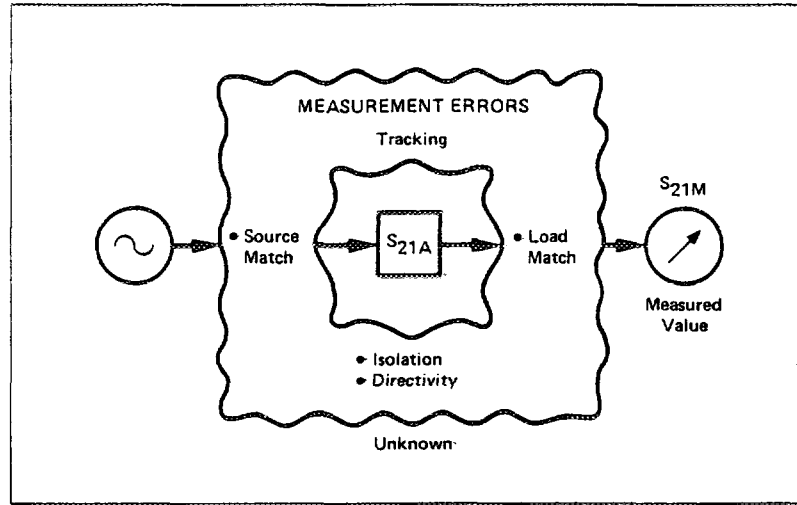 MEASUREMENT ERRORS
Tracking
S21M
• Source
Match
S21A
• Load
Match
Measured
Value
• Isolation
• Directivity
Unknown